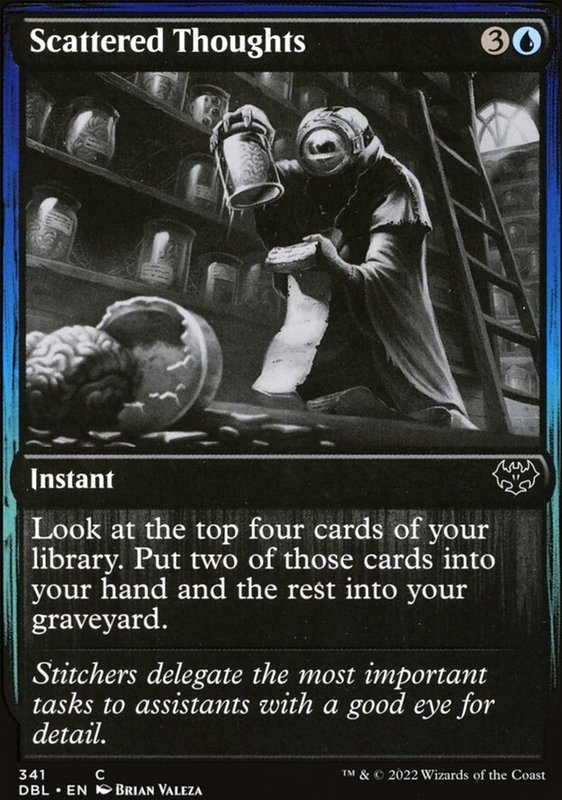 Scattered Thoughts 3
Instant
Look at the top four cards of your
library. Put two of those cards into
your hand and the rest into your
graveyard.
Stitchers delegate the most important
tasks to assistants with a good eye for
detail.
341 C
DBL • EN Brian Valeza
™ & © 2022 Wizards of the Coast